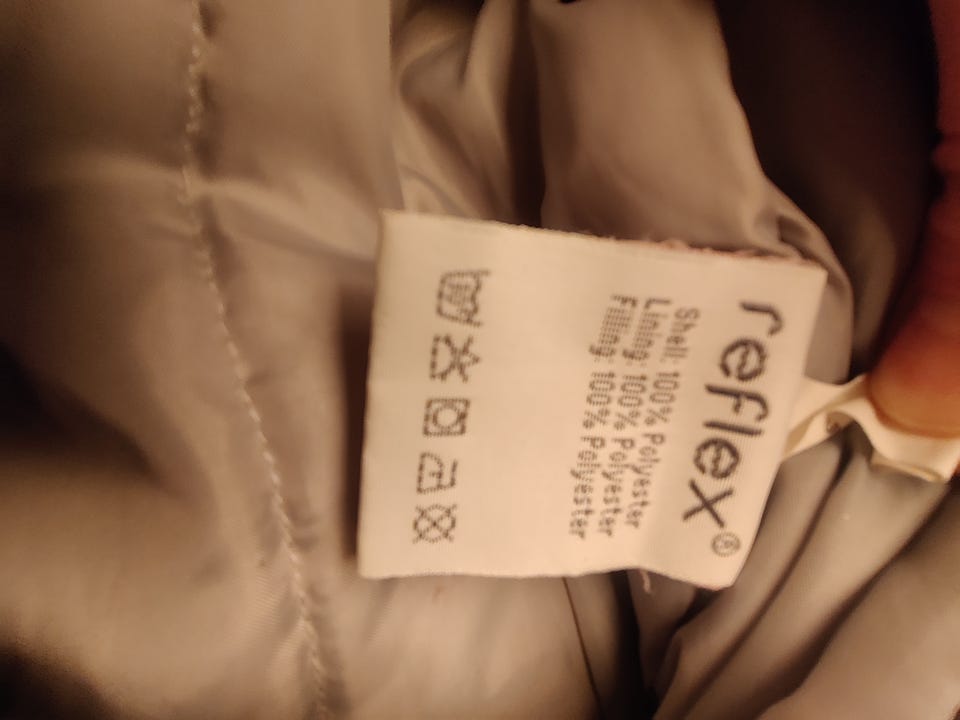 reflex®
Shell: 100% Polyester
Lining: 100% Polyester
Filling: 100% Polyester